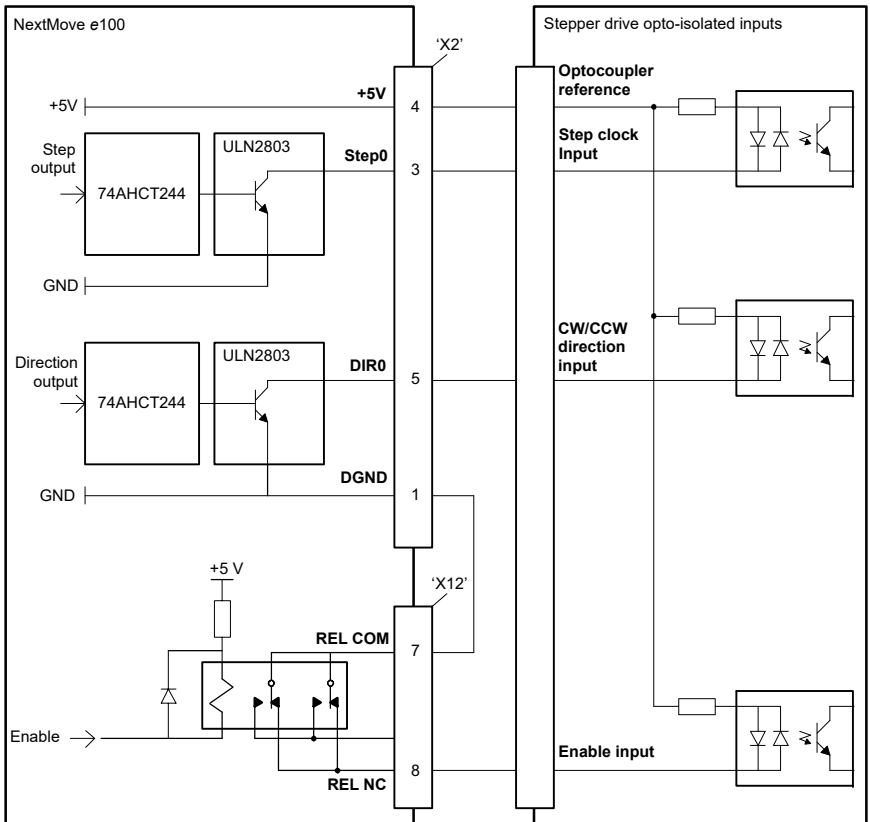 NextMove e100
Stepper drive opto-isolated inputs
'X2'
Optocoupler
reference
+5V
+5V
4
Step
output
ULN2803
Step0
Step clock
Input
3
74AHCT244
GND
Direction
output
ULN2803
DIR0
CW/CCW
direction
input
5
74AHCT244
DGND
GND
1
+5 V
'X12'
REL COM
7
Enable
Enable input
8
REL NC